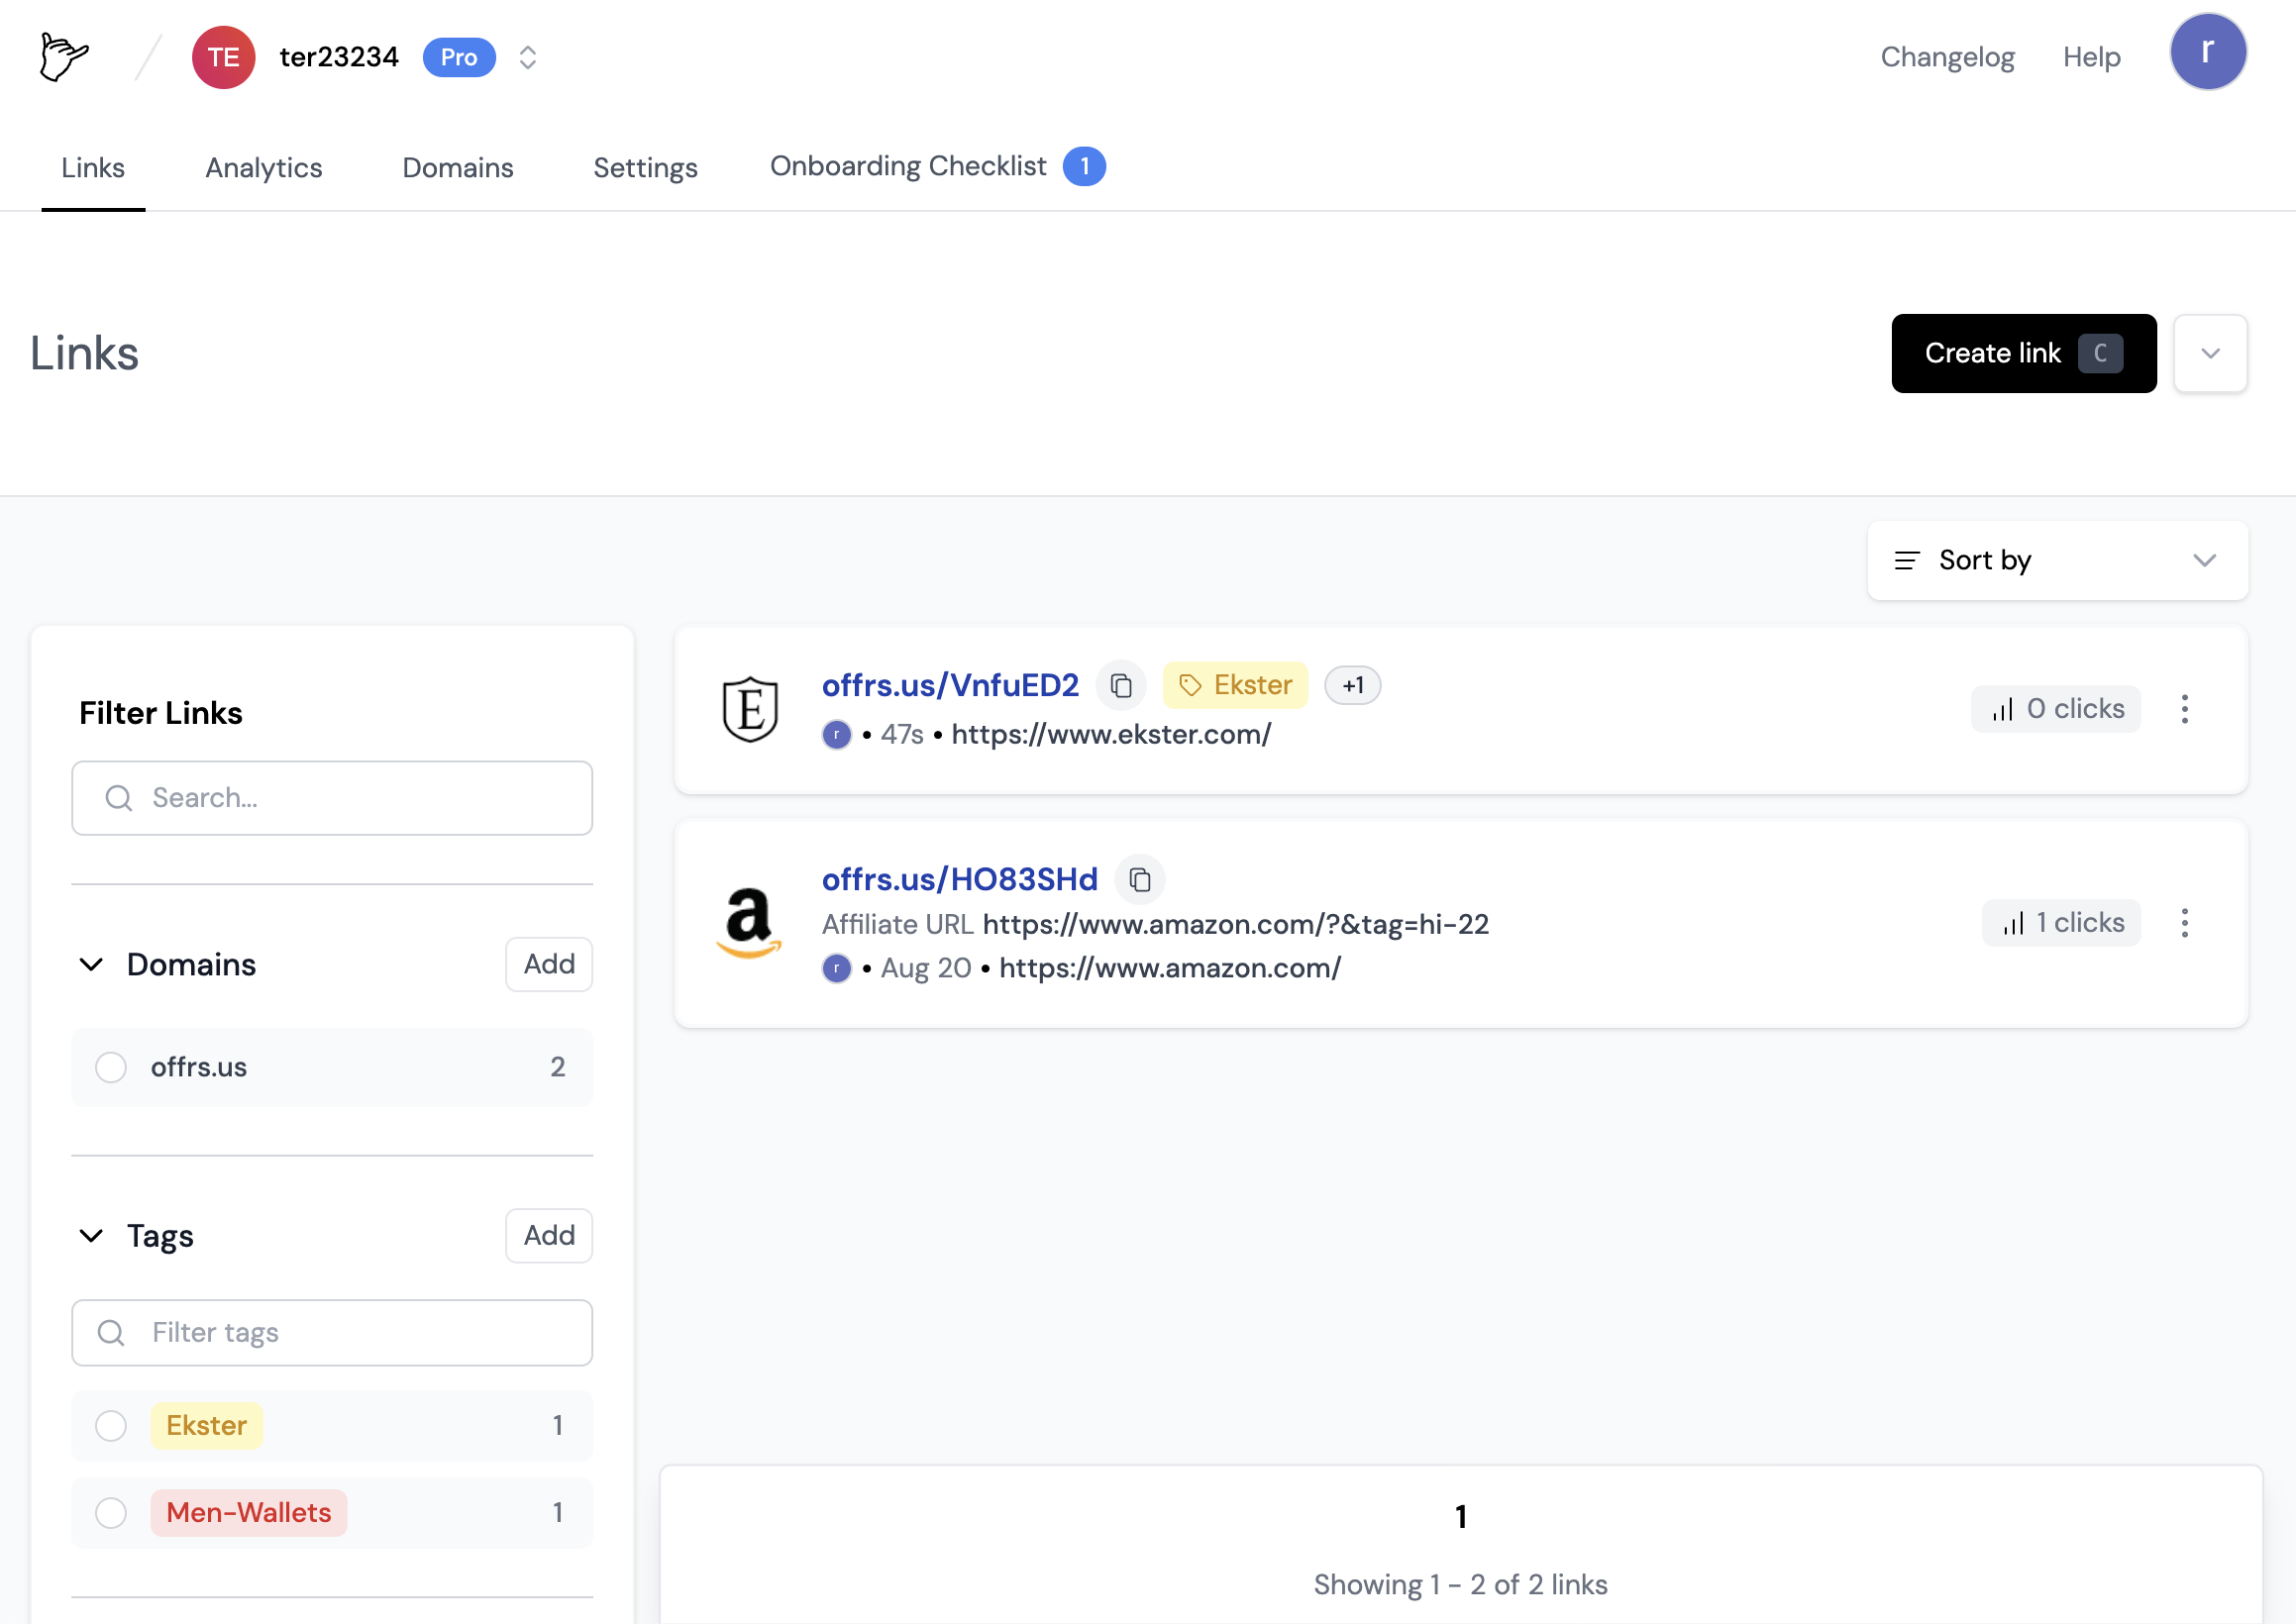 TE ter23234 Pro
Changelog Help r
Links Analytics Domains Settings Onboarding Checklist 1
Links
Create link C
Sort by
Filter Links
Search...
Domains Add
offrs.us 2
Tags Add
Filter tags
Ekster 1
Men-Wallets 1
E
offrs.us/VnfuED2 Ekster +1
r • 47s • https://www.ekster.com/
0 clicks
a
offrs.us/HO83SHd
Affiliate URL https://www.amazon.com/?&tag=hi-22
r • Aug 20 • https://www.amazon.com/
1 clicks
1
Showing 1 - 2 of 2 links